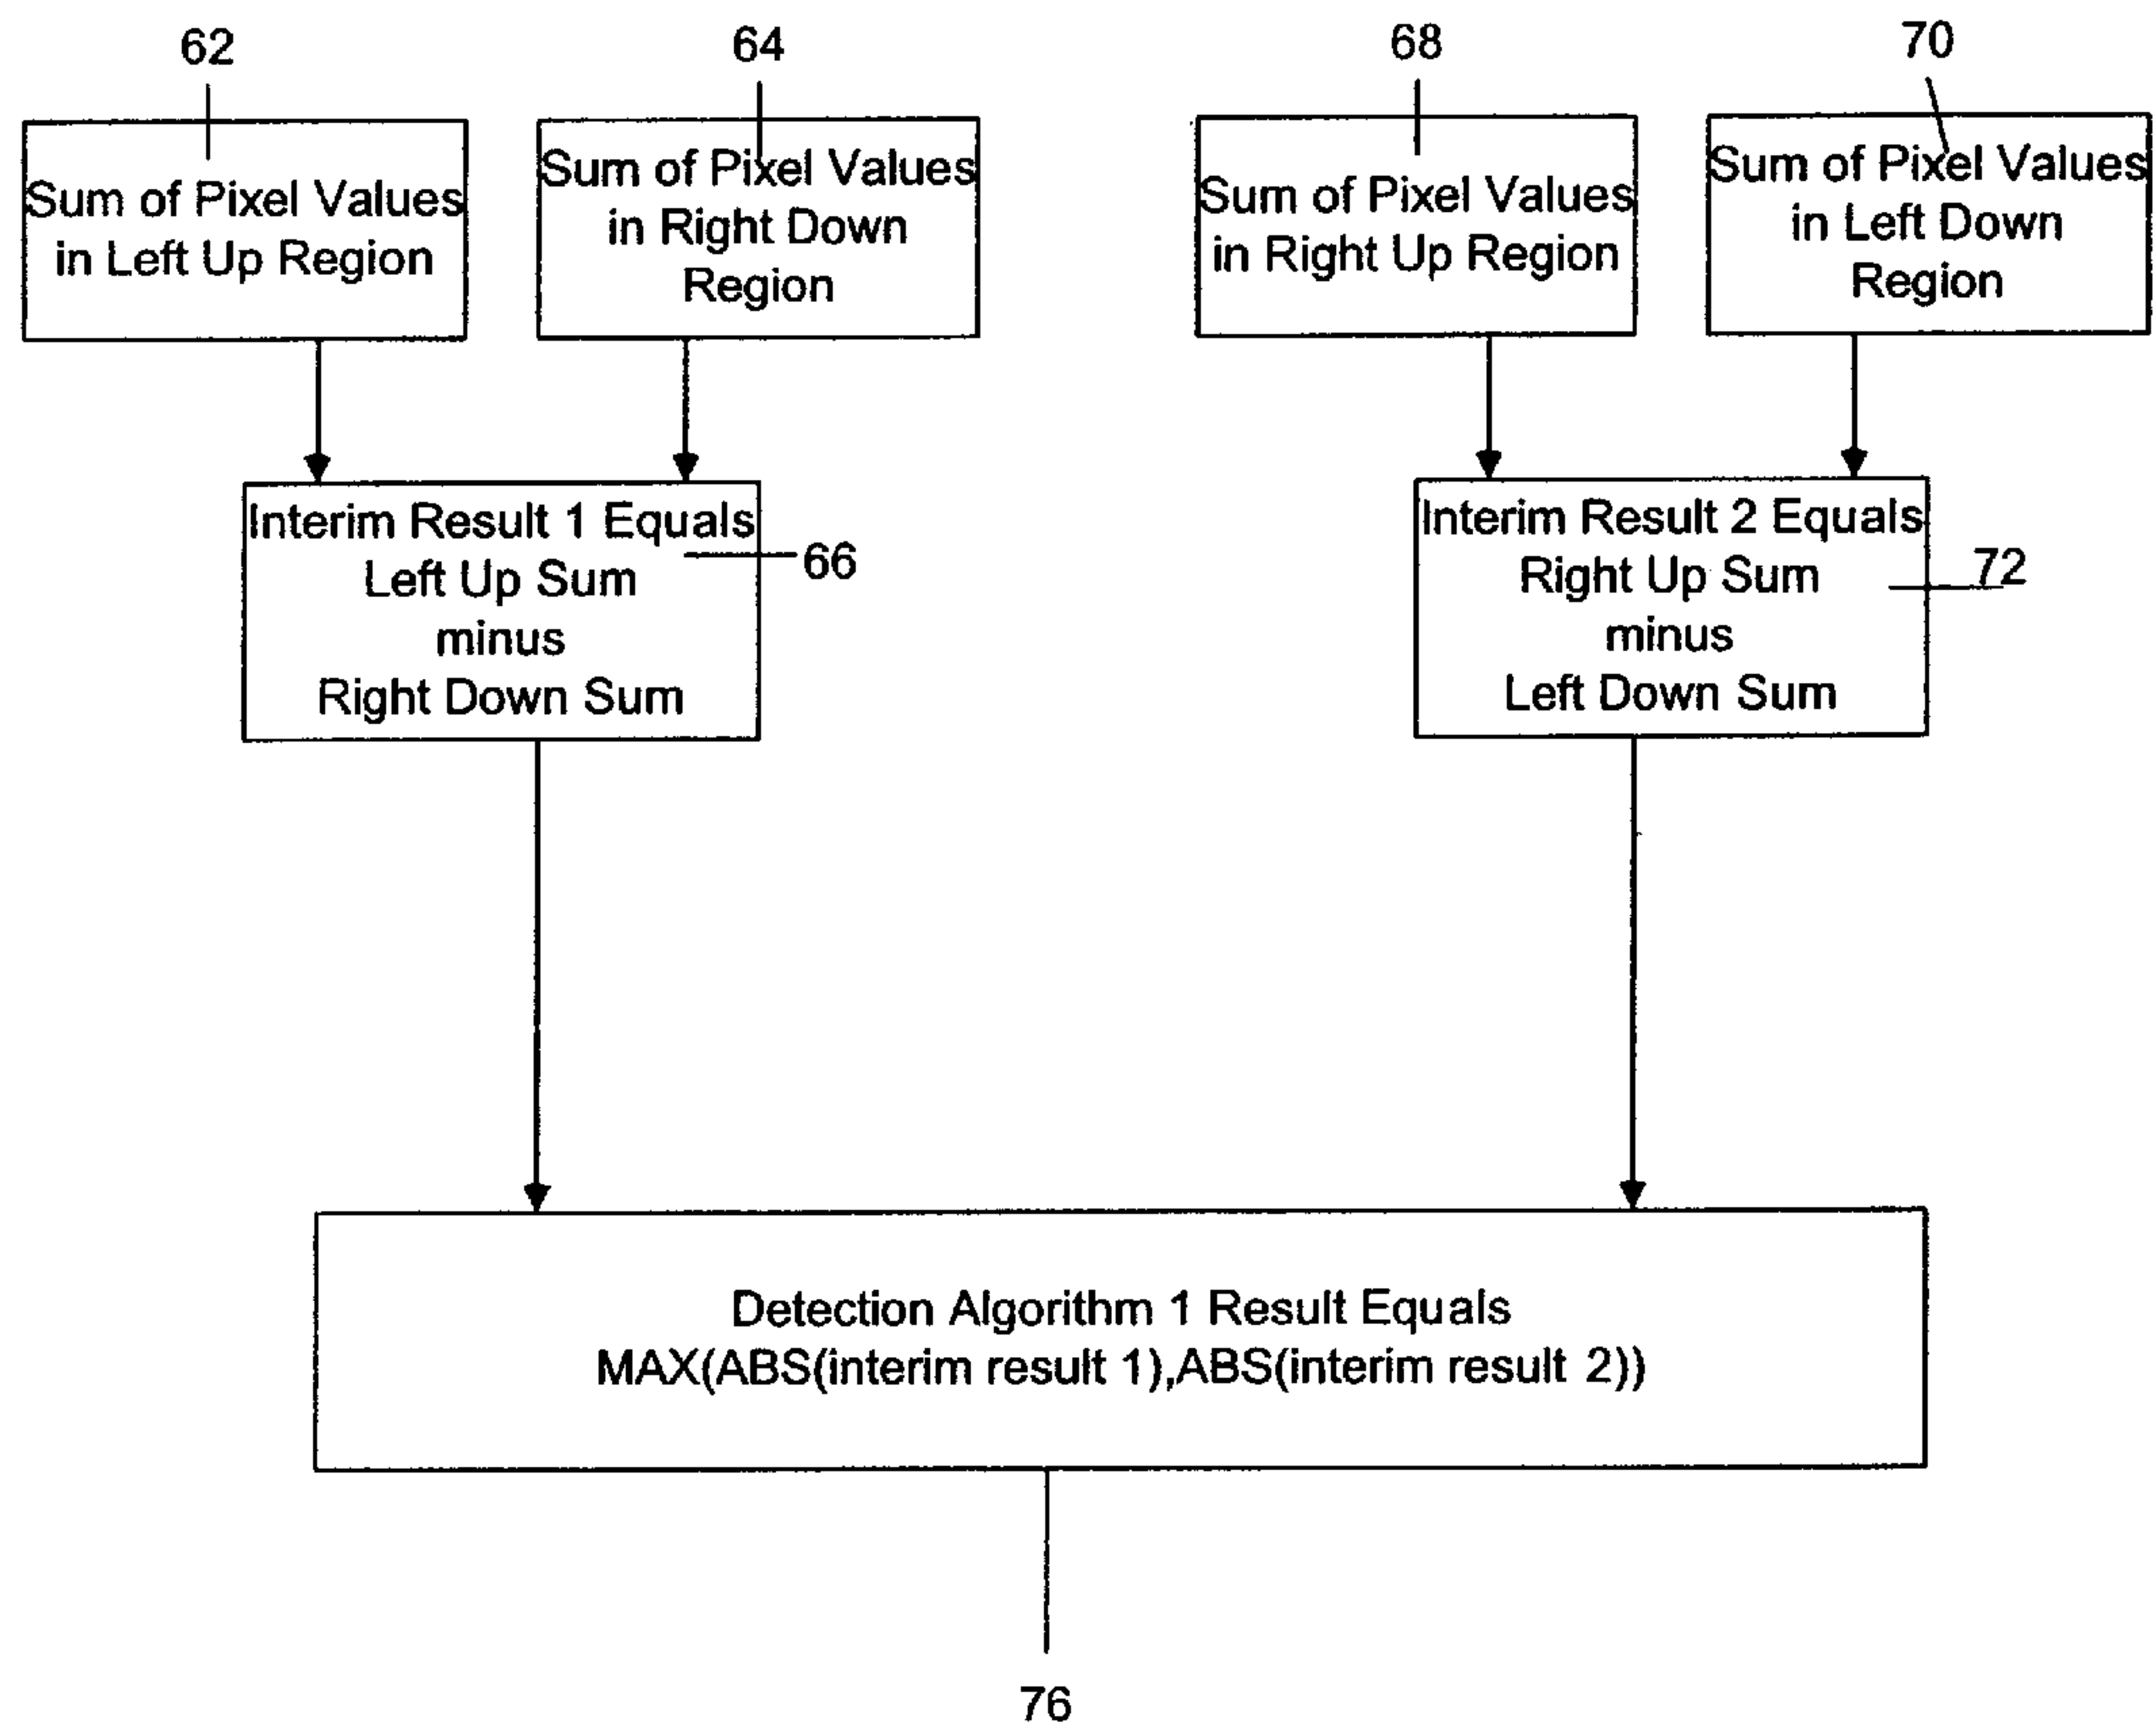 62
64
68
70
Sum of Pixel Values
in Left Up Region
Sum of Pixel Values
in Right Down
Region
Sum of Pixel Values
in Right Up Region
Sum of Pixel Values
in Left Down
Region
Interim Result 1 Equals
Left Up Sum
minus
Right Down Sum
66
Interim Result 2 Equals
Right Up Sum
minus
Left Down Sum
72
Detection Algorithm 1 Result Equals
MAX(ABS(interim result 1),ABS(interim result 2))
76